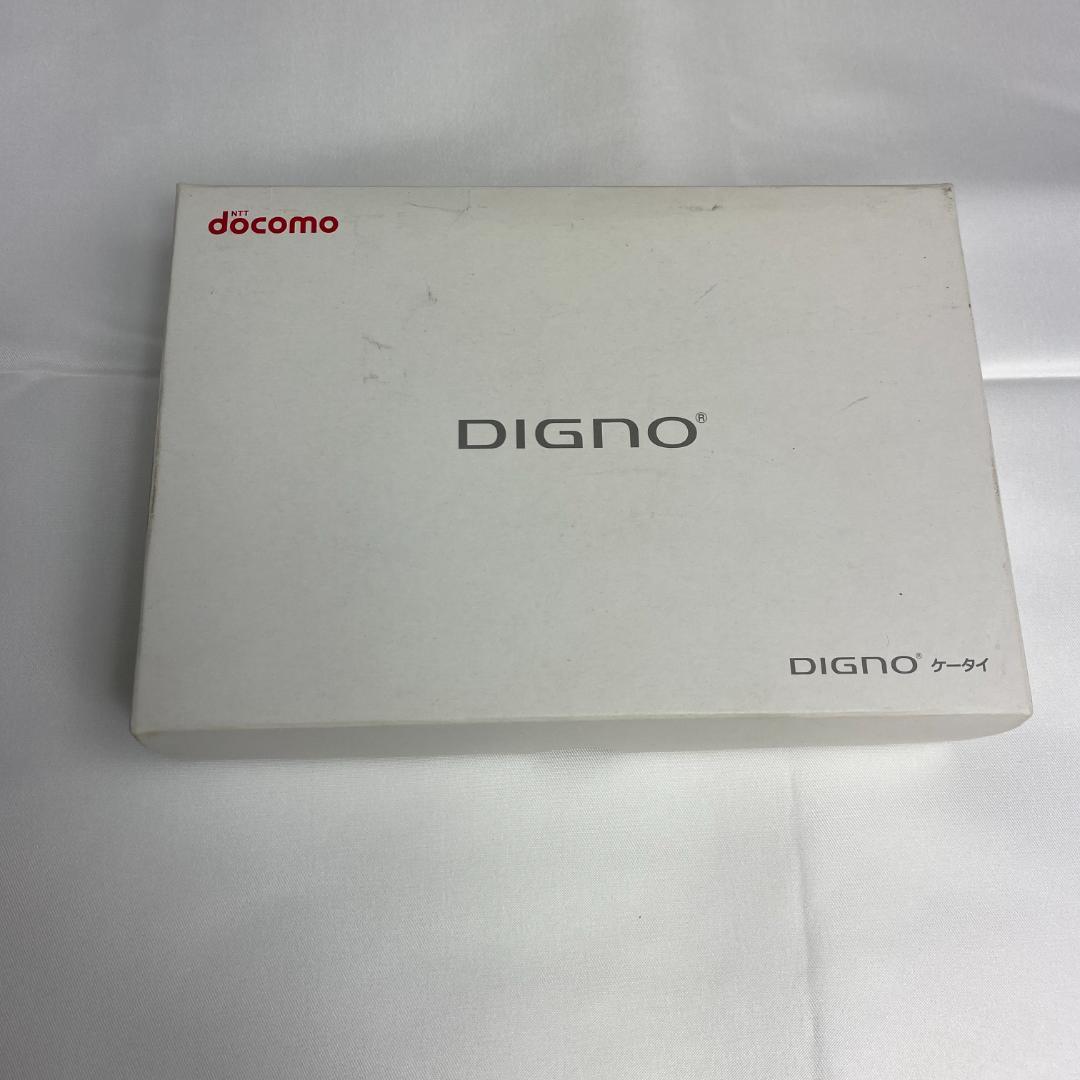 NTT
docomo
DIGNO®
DIGNO® ケータイ